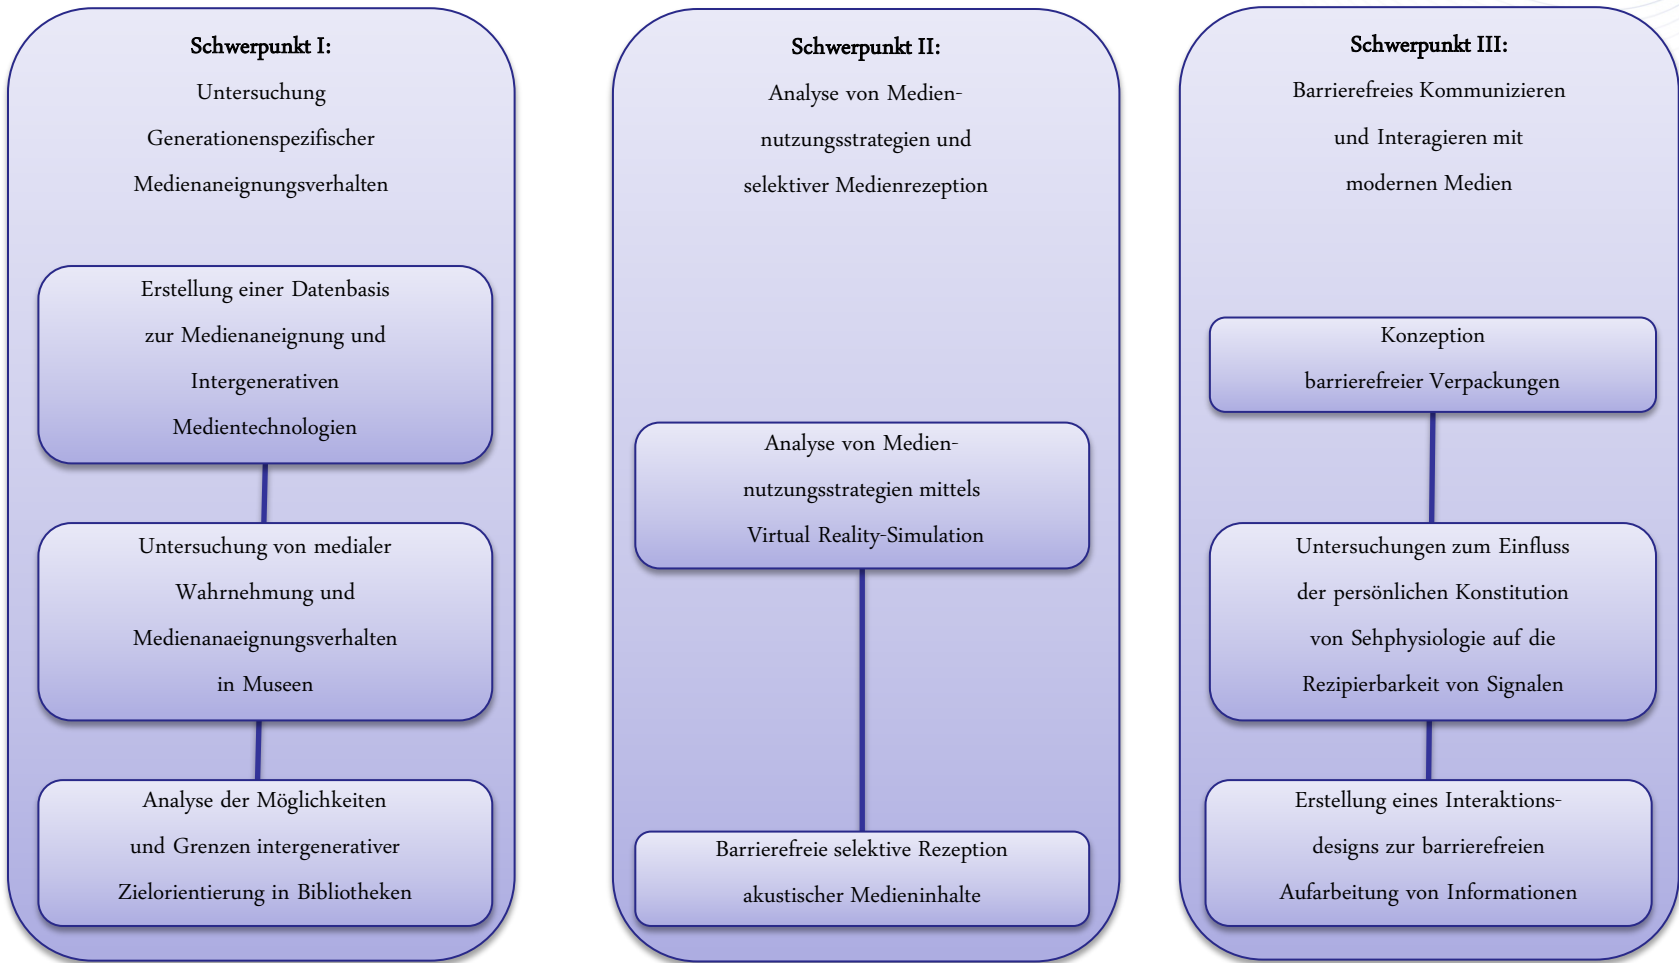 Schwerpunkt I:
Untersuchung
Generationenspezifischer
Medienaneignungsverhalten
Erstellung einer Datenbasis
zur Medienaneignung und
Intergenerativen
Medientechnologien
Untersuchung von medialer
Wahrnehmung und
Medienanaeignungsverhalten
in Museen
Analyse der Möglichkeiten
und Grenzen intergenerativer
Zielorientierung in Bibliotheken
Schwerpunkt II:
Analyse von Medien-
nutzungsstrategien und
selektiver Medienrezeption
Analyse von Medien-
nutzungsstrategien mittels
Virtual Reality-Simulation
Barrierefreie selektive Rezeption
akustischer Medieninhalte
Schwerpunkt III:
Barrierefreies Kommunizieren
und Interagieren mit
modernen Medien
Konzeption
barrierefreier Verpackungen
Untersuchungen zum Einfluss
der persönlichen Konstitution
von Sehphysiologie auf die
Rezipierbarkeit von Signalen
Erstellung eines Interaktions-
designs zur barrierefreien
Aufarbeitung von Informationen